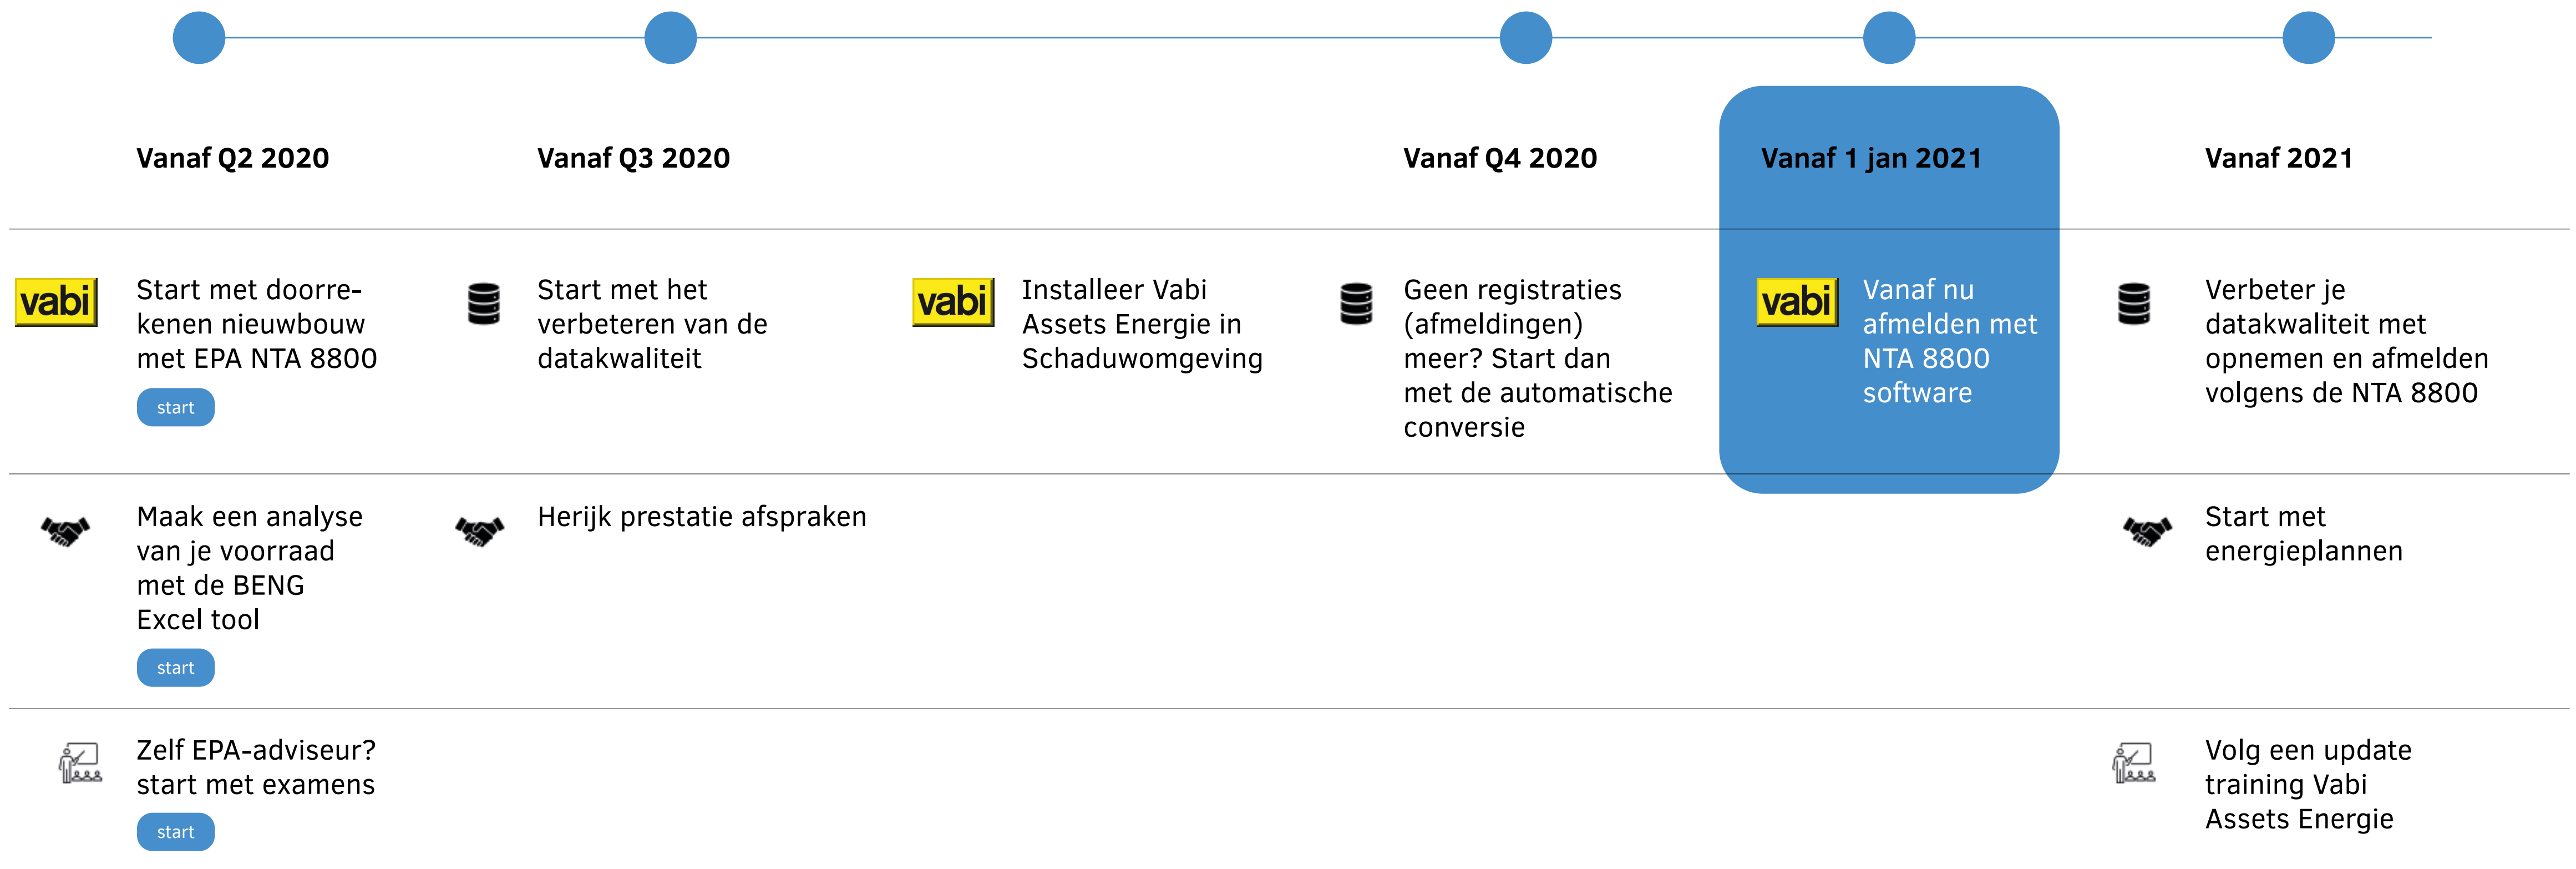 Vanaf Q2 2020
Vanaf Q3 2020
Vanaf Q4 2020
Vanaf 1 jan 2021
Vanaf 2021
vabi
Start met doorre-
kenen nieuwbouw
met EPA NTA 8800
start
Start met het
verbeteren van de
datakwaliteit
vabi
Installeer Vabi
Assets Energie in
Schaduwomgeving
Geen registraties
(afmeldingen)
meer? Start dan
met de automatische
conversie
vabi
Vanaf nu
afmelden met
NTA 8800
software
Verbeter je
datakwaliteit met
opnemen en afmelden
volgens de NTA 8800
Maak een analyse
van je voorraad
met de BENG
Excel tool
start
Herijk prestatie afspraken
Start met
energieplannen
Zelf EPA-adviseur?
start met examens
start
Volg een update
training Vabi
Assets Energie